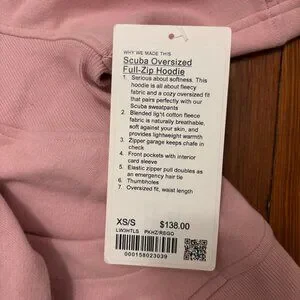 WHY WE MADE THIS
Scuba Oversized
Full-Zip Hoodie
1. Serious about softness. This
hoodie is all about fleecy
fabric and a cozy oversized fit
that pairs perfectly with our
Scuba sweatpants
2. Blended light cotton fleece
fabric is naturally breathable,
soft against your skin, and
provides lightweight warmth
3. Zipper garage keeps chafe in
check
4. Front pockets with interior
card sleeve
5. Elastic zipper pull doubles as
an emergency hair tie
6. Thumbholes
7. Oversized fit, waist length
XS/S
$138.00
LW3HTLS PKHZ/REGO
000158023039